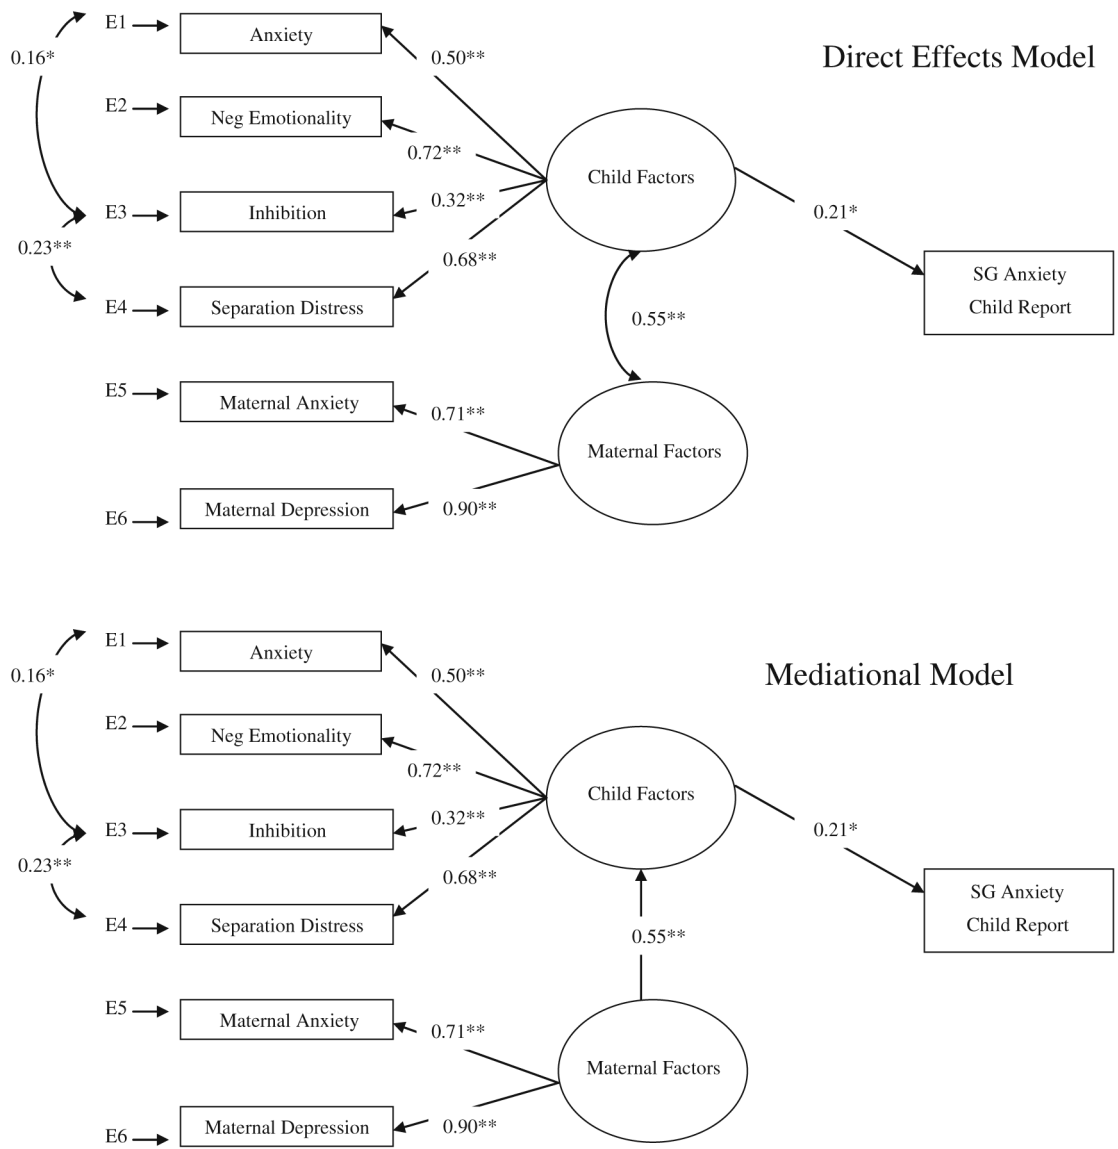 Direct Effects Model
E1
Anxiety
0.16*
0.50**
E2
Neg Emotionality
0.72**
Child Factors
E3
Inhibition
0.32**
0.21*
0.23**
0.68**
SG Anxiety
Child Report
E4
Separation Distress
0.55**
E5
Maternal Anxiety
0.71**
Maternal Factors
E6
Maternal Depression
0.90**
Mediational Model
E1
Anxiety
0.16*
0.50**
E2
Neg Emotionality
0.72**
Child Factors
E3
Inhibition
0.32**
0.21*
0.23**
0.68**
SG Anxiety
Child Report
E4
Separation Distress
0.55**
E5
Maternal Anxiety
0.71**
Maternal Factors
E6
Maternal Depression
0.90**